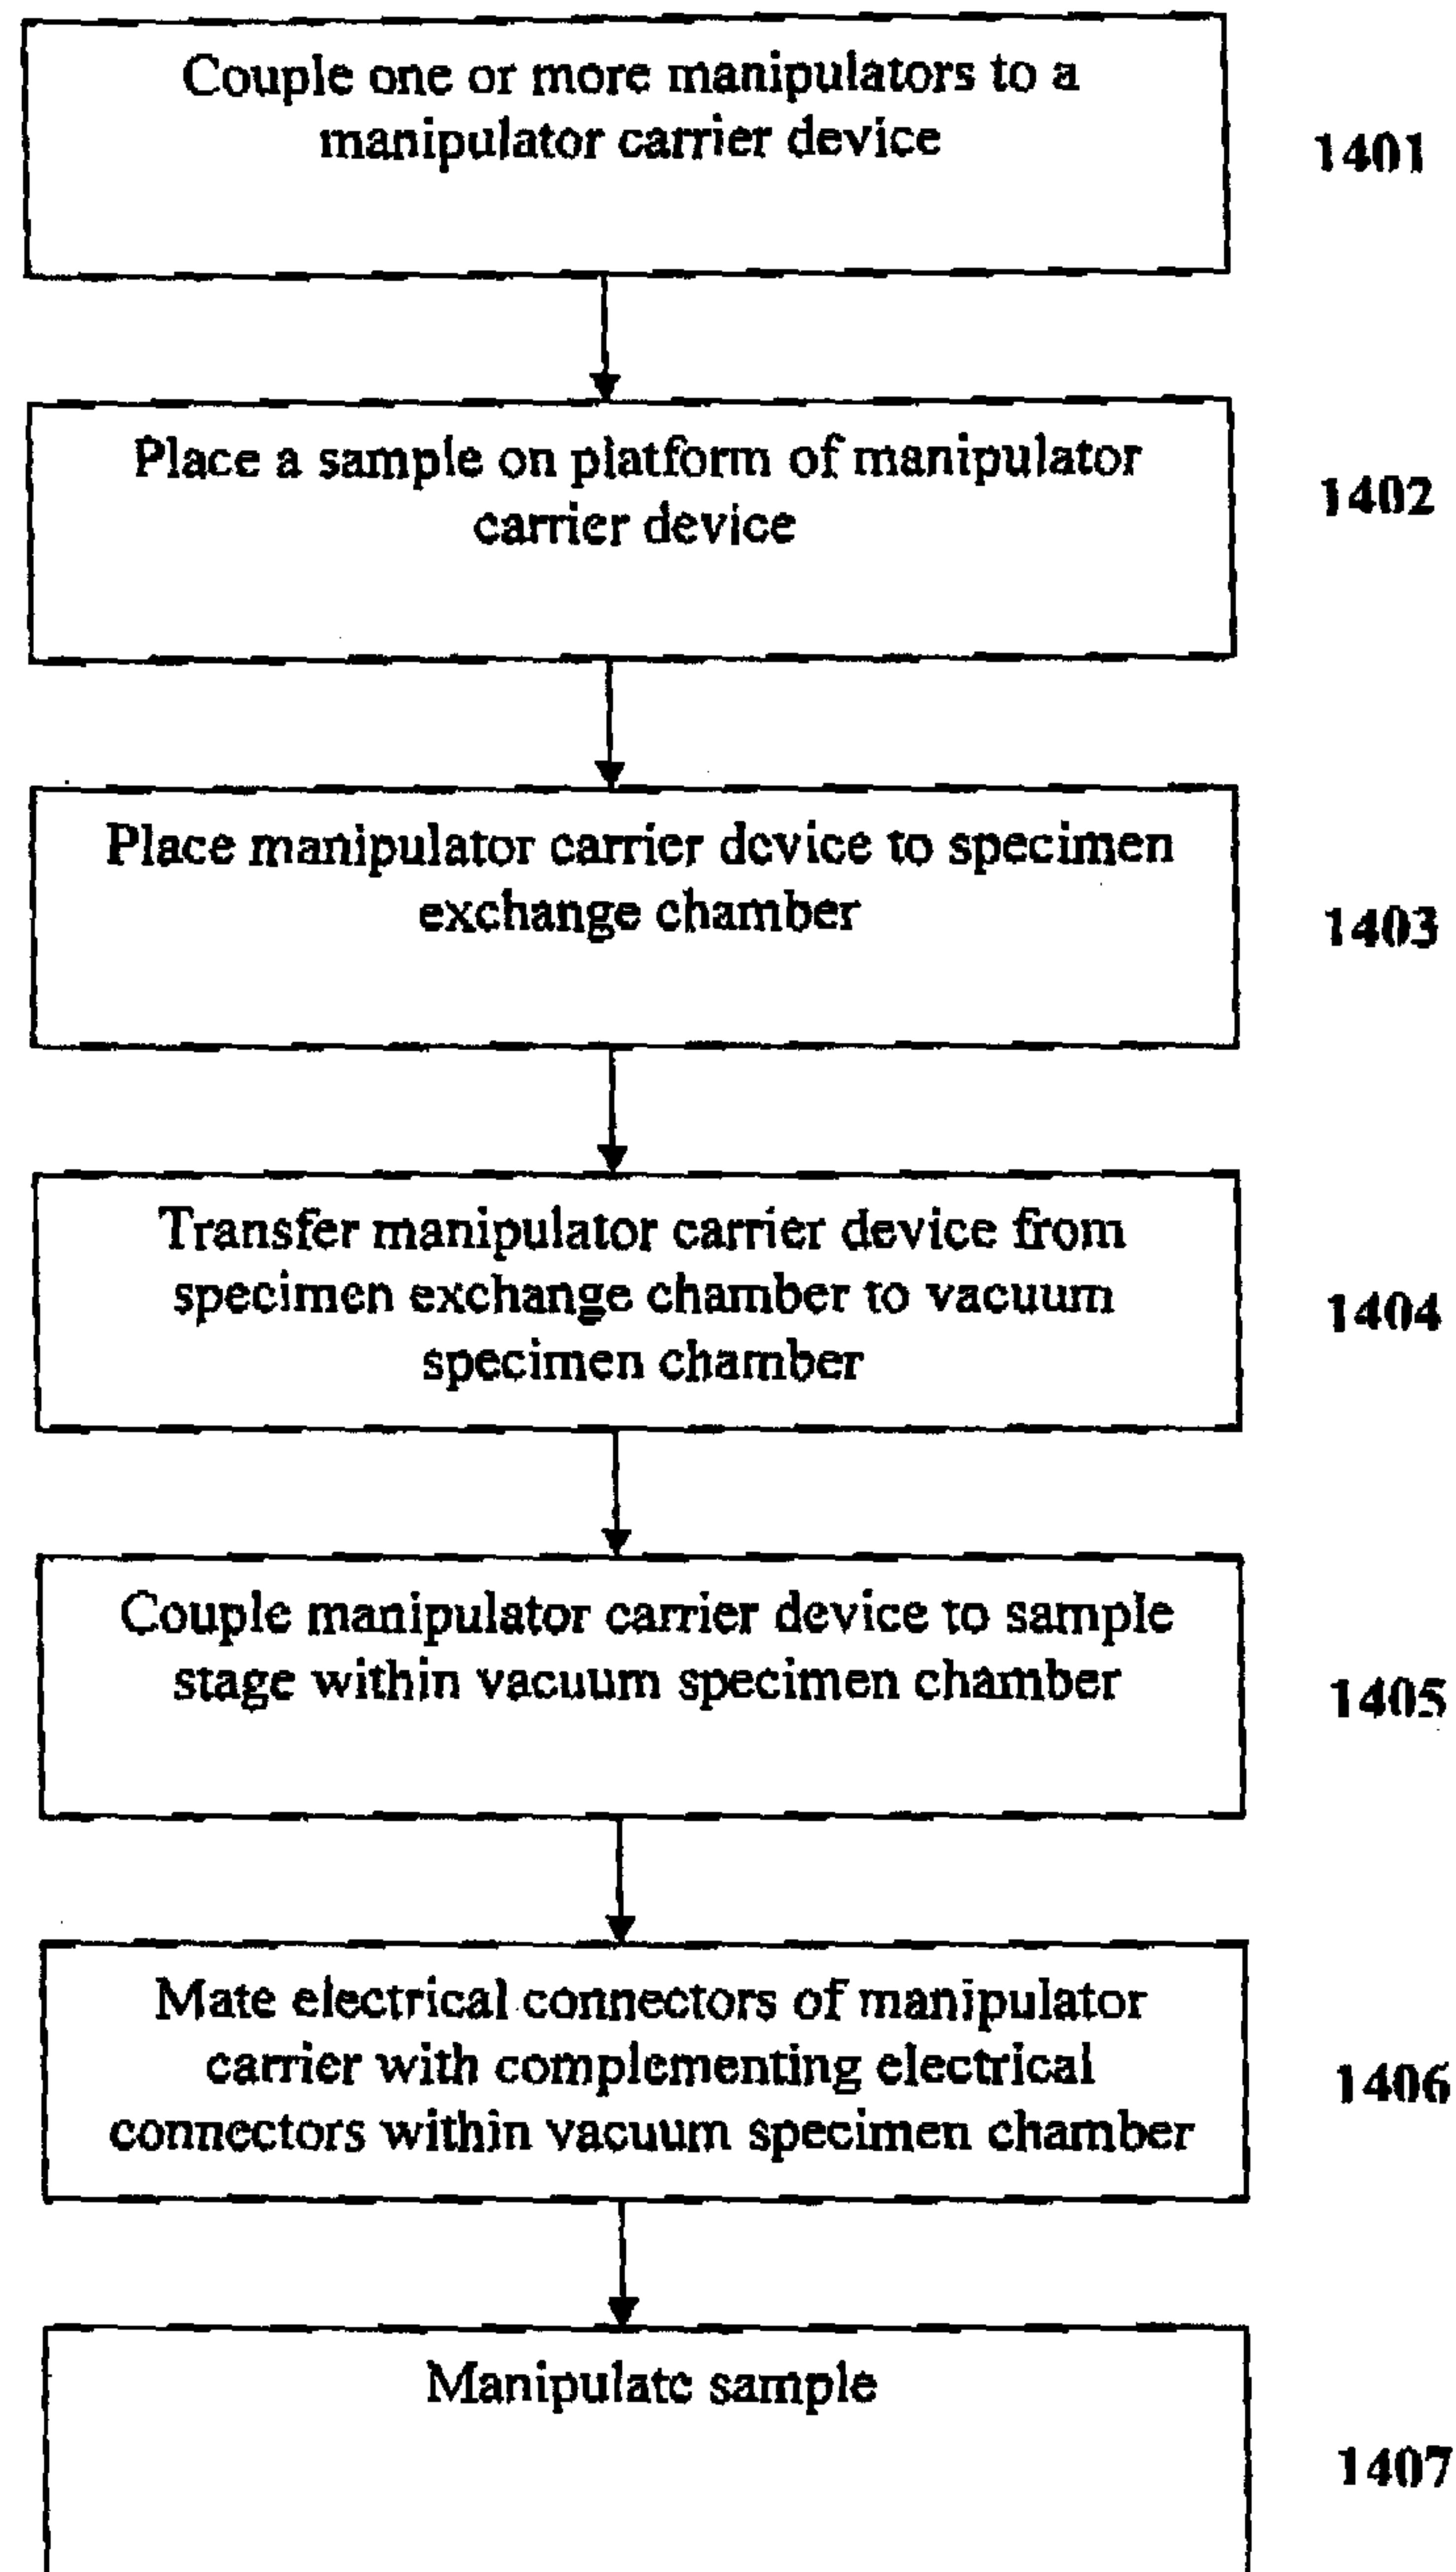 Couple one or more manipulators to a
manipulator carrier device
1401
Place a sample on platform of manipulator
carrier device
1402
Place manipulator carrier device to specimen
exchange chamber
1403
Transfer manipulator carrier device from
specimen exchange chamber to vacuum
specimen chamber
1404
Couple manipulator carrier device to sample
stage within vacuum specimen chamber
1405
Mate electrical connectors of manipulator
carrier with complementing electrical
connectors within vacuum specimen chamber
1406
Manipulate sample
1407